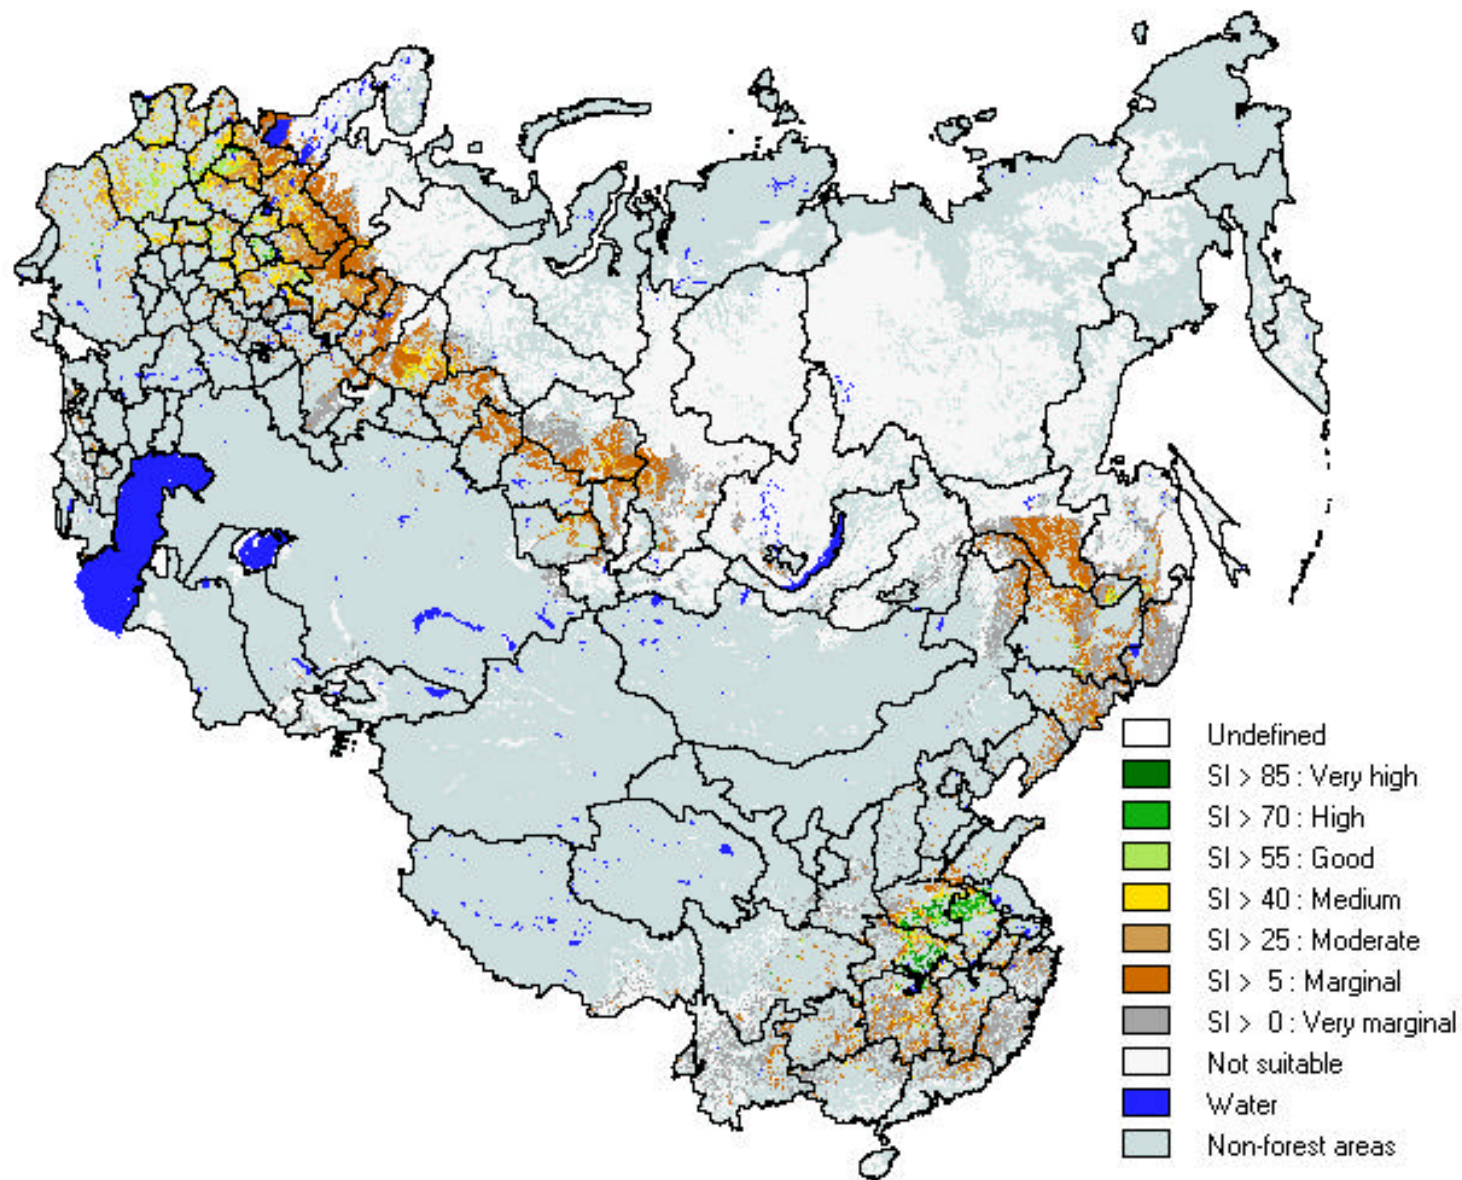 Undefined
SI > 85 : Very high
SI > 70 : High
SI > 55 : Good
SI > 40 : Medium
SI > 25 : Moderate
SI > 5 : Marginal
SI > 0 : Very marginal
Not suitable
Water
Non-forest areas